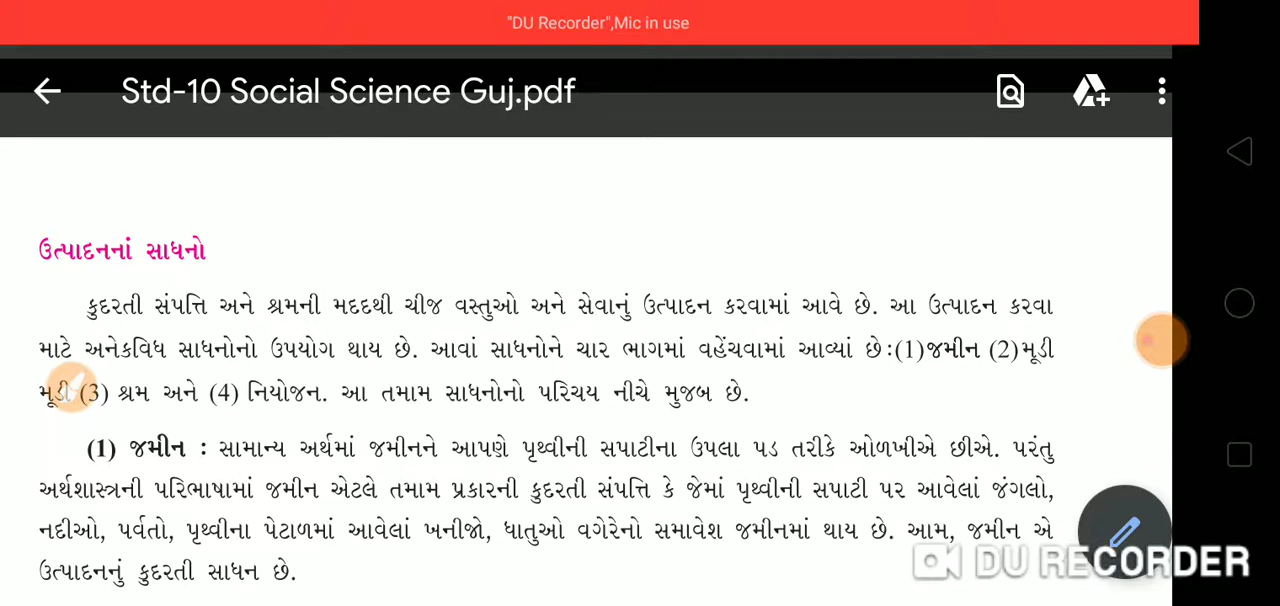 "DU Recorder",Mic in use
Std-10 Social Science Guj.pdf
ઉત્પાદનનાં સાધનો
કુદરતી સંપત્તિ અને શ્રમની મદદથી ચીજ વસ્તુઓ અને સેવાનું ઉત્પાદન કરવામાં આવે છે. આ ઉત્પાદન કરવા
માટે અનેકવિધ સાધનોનો ઉપયોગ થાય છે. આવાં સાધનોને ચાર ભાગમાં વહેંચવામાં આવ્યાં છે:(1)જમીન (2)મૂડી
મૂડી (3) શ્રમ અને (4) નિયોજન. આ તમામ સાધનોનો પરિચય નીચે મુજબ છે.
(1) જમીન : સામાન્ય અર્થમાં જમીનને આપણે પૃથ્વીની સપાટીના ઉપલા પડ તરીકે ઓળખીએ છીએ. પરંતુ
અર્થશાસ્ત્રની પરિભાષામાં જમીન એટલે તમામ પ્રકારની કુદરતી સંપત્તિ કે જેમાં પૃથ્વીની સપાટી પર આવેલાં જંગલો,
નદીઓ, પર્વતો, પૃથ્વીના પેટાળમાં આવેલાં ખનીજો, ધાતુઓ વગેરેનો સમાવેશ જમીનમાં થાય છે. આમ, જમીન એ
ઉત્પાદનનું કુદરતી સાધન છે.
DU RECORDER